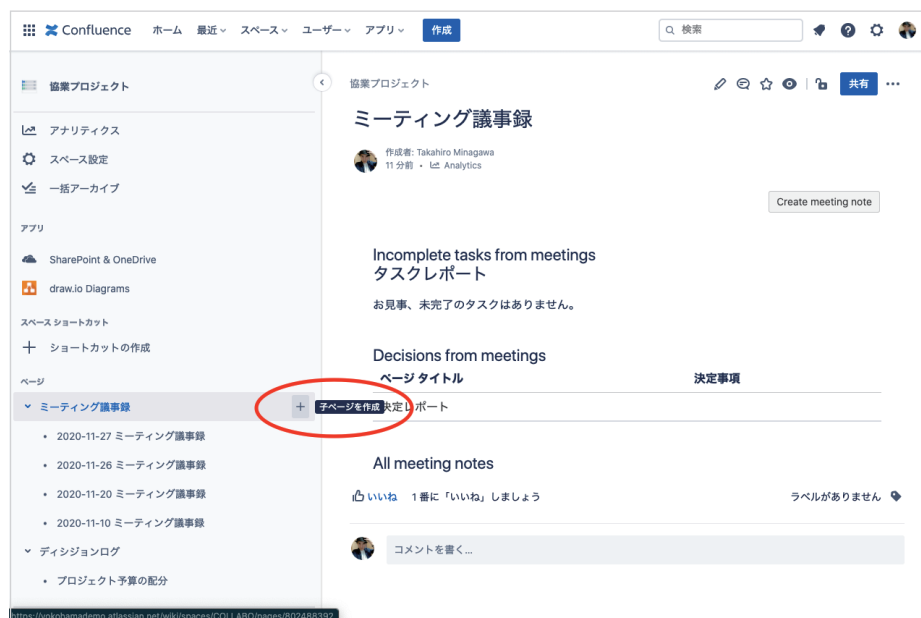 Confluence ホーム 最近 スペース ユーザー アプリ 作成 検索
協業プロジェクト
アナリティクス
スペース設定
一括アーカイブ
アプリ
SharePoint & OneDrive
draw.io Diagrams
スペース ショートカット
ショートカットの作成
ページ
ミーティング議事録
子ページを作成
2020-11-27 ミーティング議事録
2020-11-26 ミーティング議事録
2020-11-20 ミーティング議事録
2020-11-10 ミーティング議事録
ディシジョンログ
プロジェクト予算の配分
https://yokohamademo.atlassian.net/wiki/spaces/COLLABO/pages/802488392
協業プロジェクト
共有
ミーティング議事録
作成者: Takahiro Minagawa
11 分前 • Analytics
Create meeting note
Incomplete tasks from meetings
タスクレポート
お見事、未完了のタスクはありません。
Decisions from meetings
ページ タイトル 決定事項
決定レポート
All meeting notes
いいね 1 番に「いいね」しましょう ラベルがありません
コメントを書く...